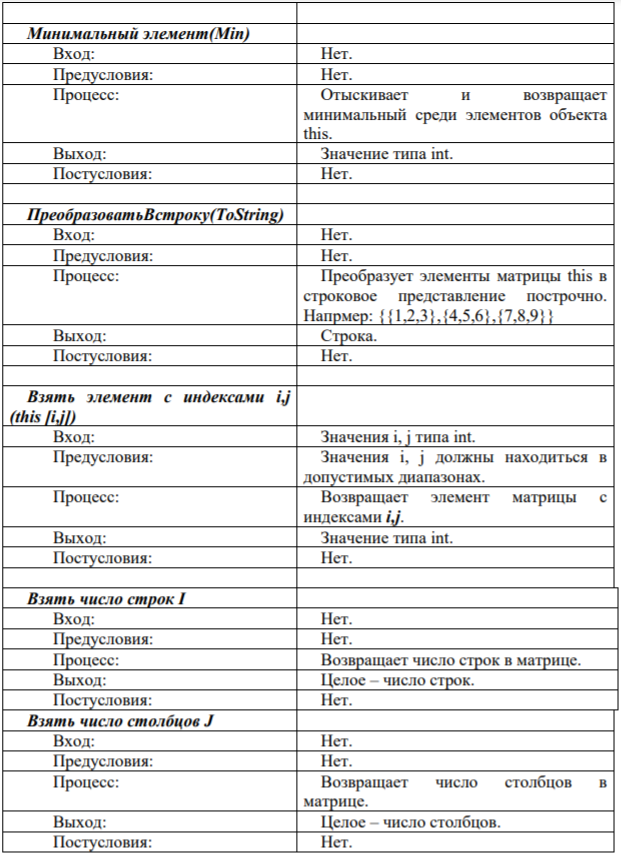 Минимальный элемент(Min)
Вход: Нет.
Предусловия: Нет.
Процесс: Отыскивает и возвращает
минимальный среди элементов объекта
this.
Выход: Значение типа int.
Постусловия: Нет.
ПреобразоватьВстроку(ToString)
Вход: Нет.
Предусловия: Нет.
Процесс: Преобразует элементы матрицы this в
строковое представление построчно.
Напрмер: {{1,2,3},{4,5,6},{7,8,9}}
Выход: Строка.
Постусловия: Нет.
Взять элемент с индексами i,j
(this [i,j])
Вход: Значения i, j типа int.
Предусловия: Значения i, j должны находиться в
допустимых диапазонах.
Процесс: Возвращает элемент матрицы с
индексами i,j.
Выход: Значение типа int.
Постусловия: Нет.
Взять число строк I
Вход: Нет.
Предусловия: Нет.
Процесс: Возвращает число строк в матрице.
Выход: Целое – число строк.
Постусловия: Нет.
Взять число столбцов J
Вход: Нет.
Предусловия: Нет.
Процесс: Возвращает число столбцов в
матрице.
Выход: Целое – число столбцов.
Постусловия: Нет.